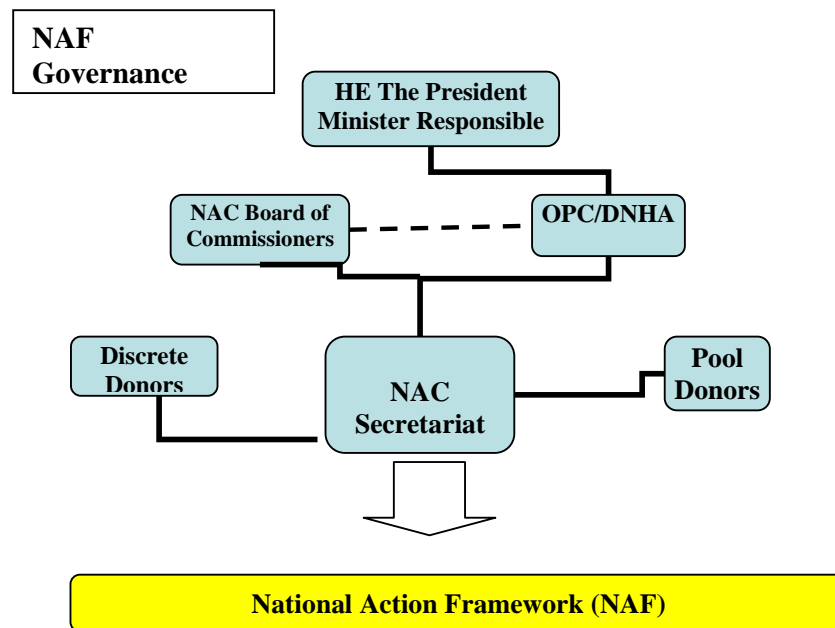 NAF
Governance
HE The President
Minister Responsible
NAC Board of
Commissioners
OPC/DNHA
Discrete
Donors
NAC
Secretariat
Pool
Donors
National Action Framework (NAF)